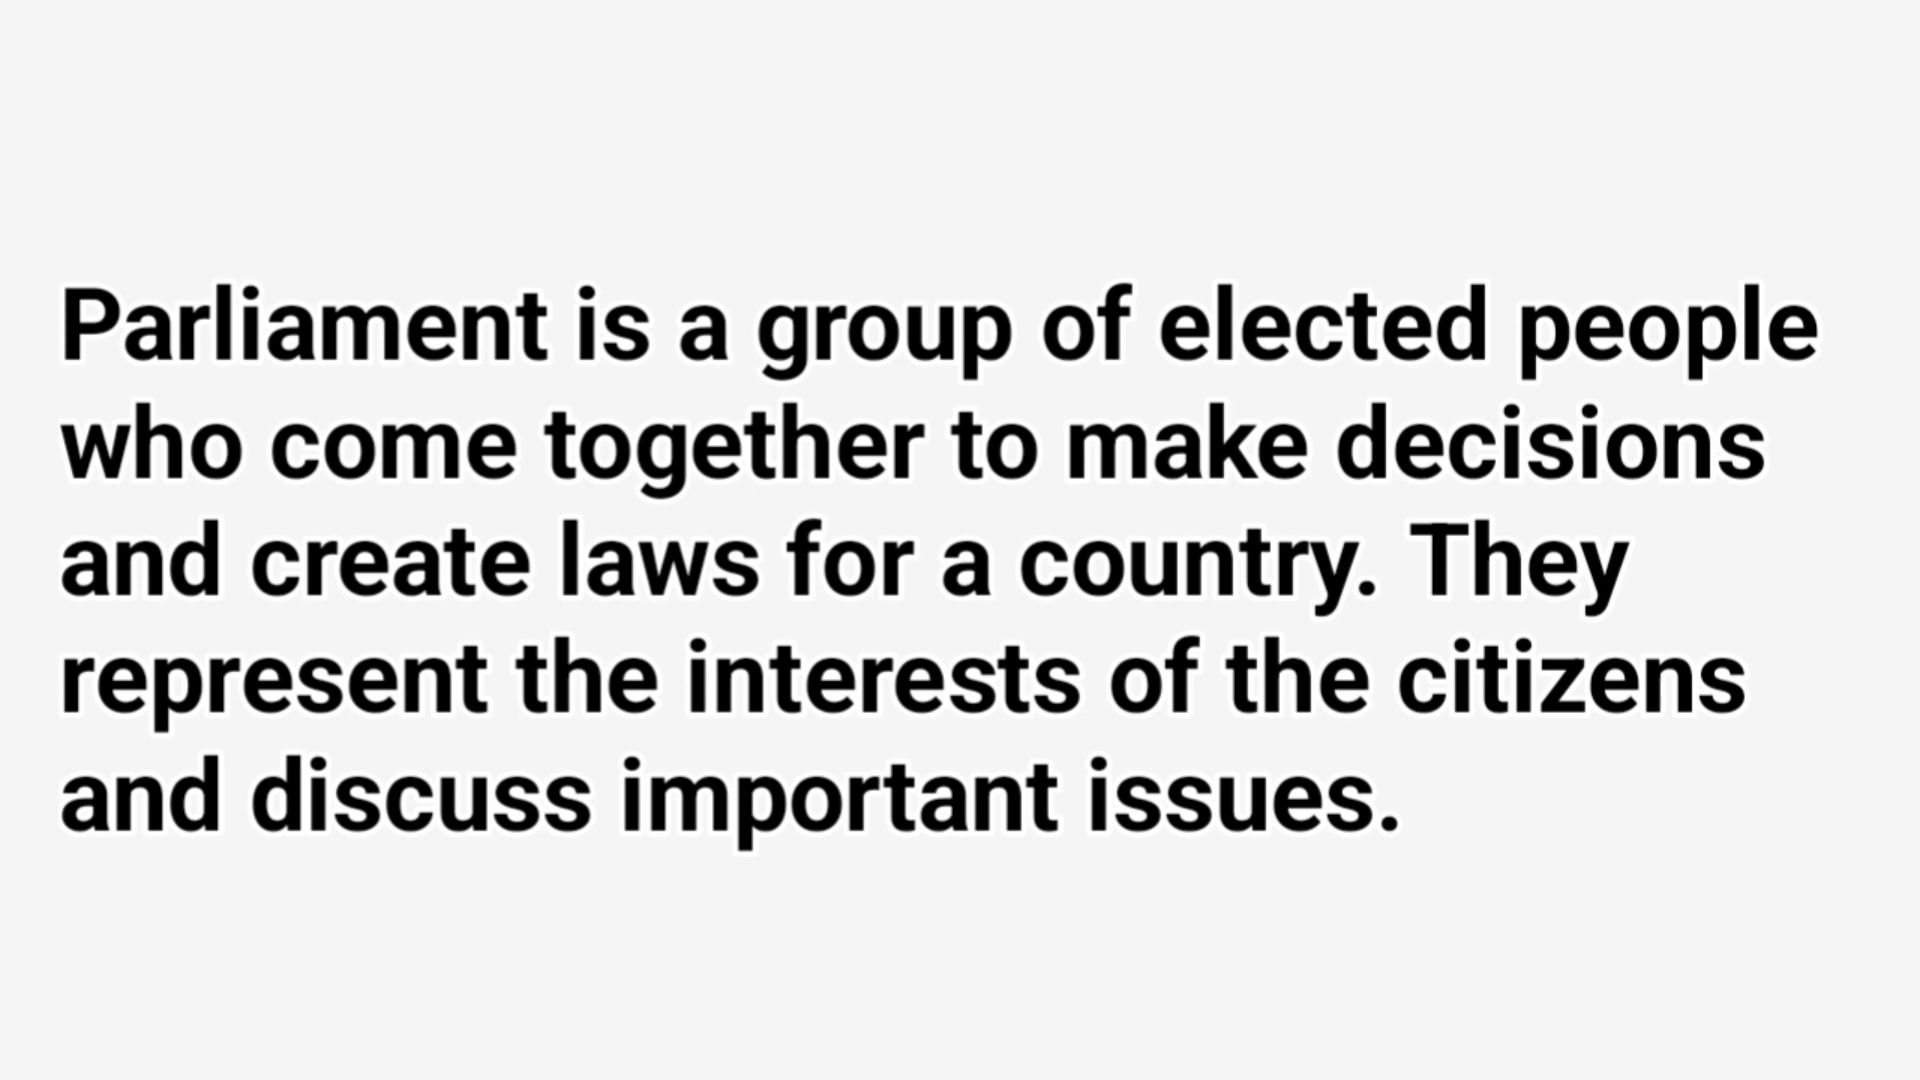 Parliament is a group of elected people
who come together to make decisions
and create laws for a country. They
represent the interests of the citizens
and discuss important issues.